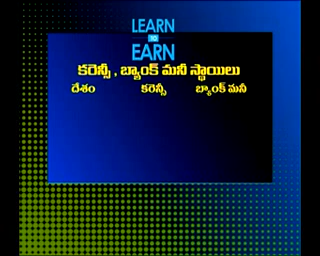 LEARN
TO
EARN
కరెన్సీ , బ్యాంక్ మనీ స్థాయిలు
దేశం కరెన్సీ బ్యాంక్ మనీ